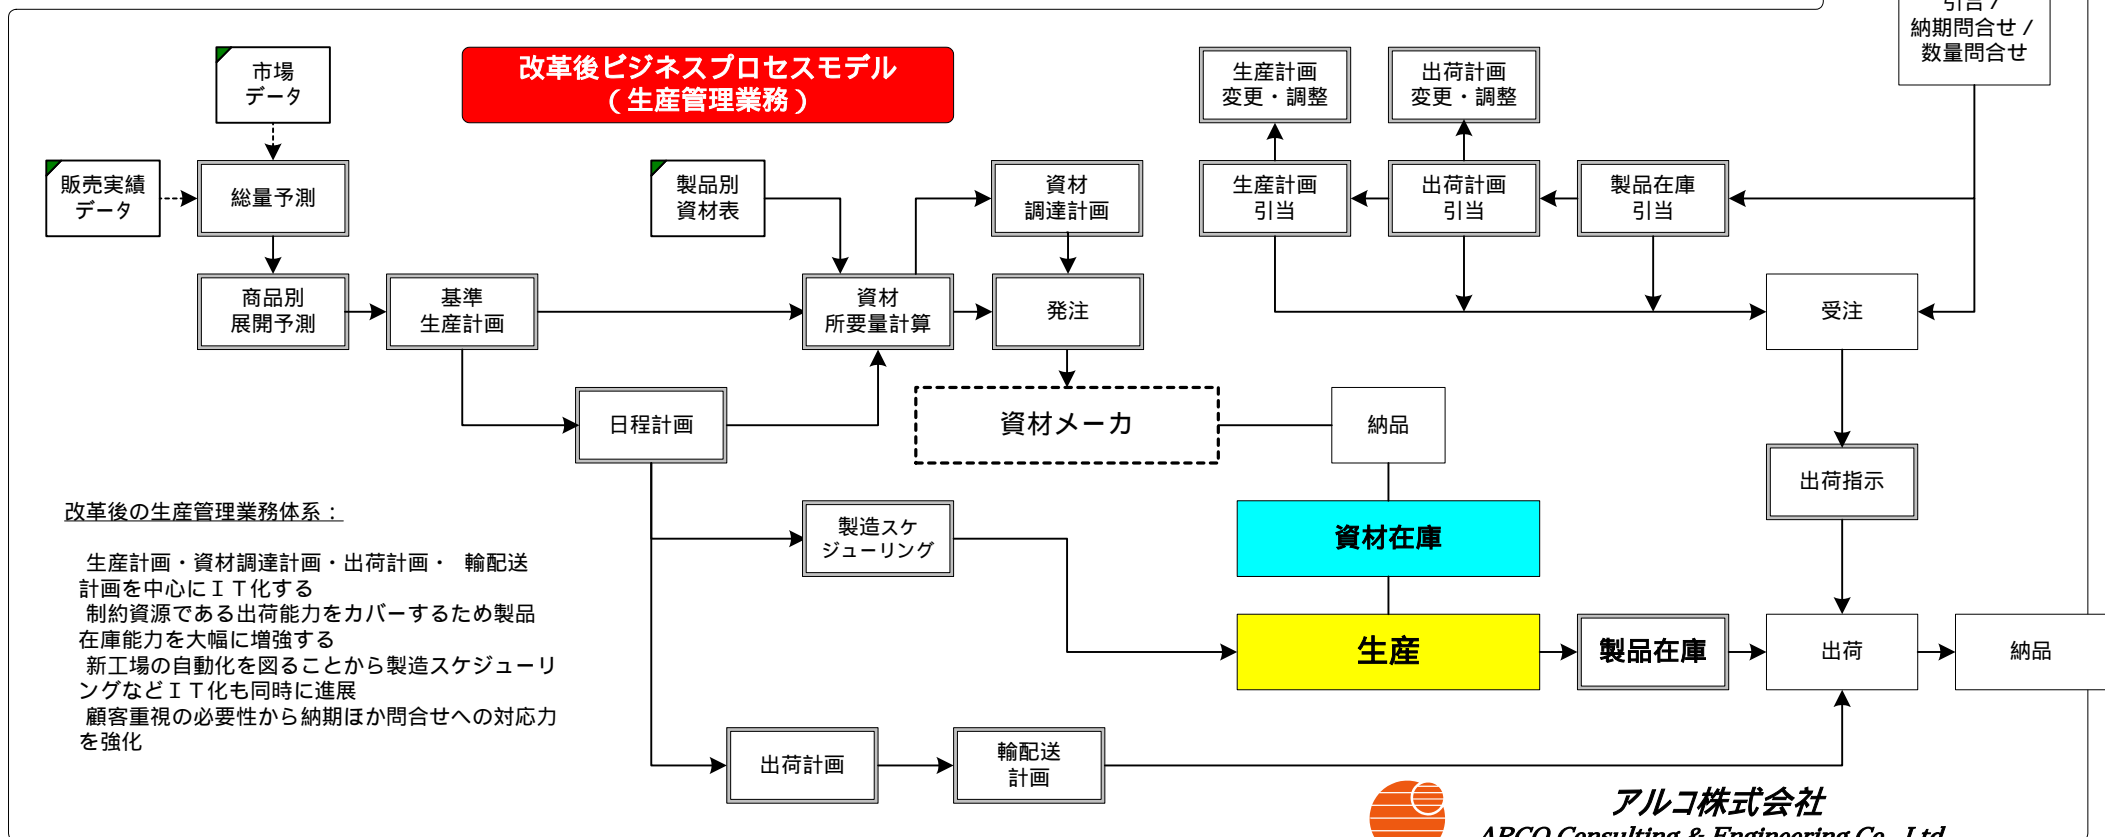 引合 /
納期問合せ /
数量問合せ
市場
データ
改革後ビジネスプロセスモデル
（生産管理業務）
生産計画
変更・調整
出荷計画
変更・調整
販売実績
データ
総量予測
製品別
資材表
資材
調達計画
生産計画
引当
出荷計画
引当
製品在庫
引当
商品別
展開予測
基準
生産計画
資材
所要量計算
発注
受注
日程計画
資材メーカ
納品
出荷指示
改革後の生産管理業務体系：
生産計画・資材調達計画・出荷計画・ 輸配送
計画を中心にＩＴ化する
制約資源である出荷能力をカバーするため製品
在庫能力を大幅に増強する
新工場の自動化を図ることから製造スケジューリ
ングなどＩＴ化も同時に進展
顧客重視の必要性から納期ほか問合せへの対応力
を強化
製造スケ
ジューリング
資材在庫
生産
製品在庫
出荷
納品
出荷計画
輸配送
計画
アルコ株式会社
ARCO Consulting & Engineering Co., Ltd